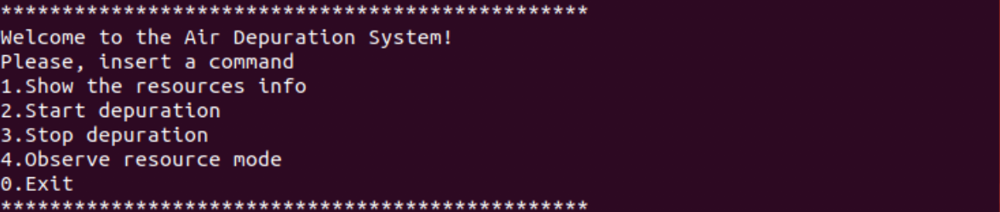 ************************************************
Welcome to the Air Depuration System!
Please, insert a command
1.Show the resources info
2.Start depuration
3.Stop depuration
4.Observe resource mode
0.Exit
************************************************